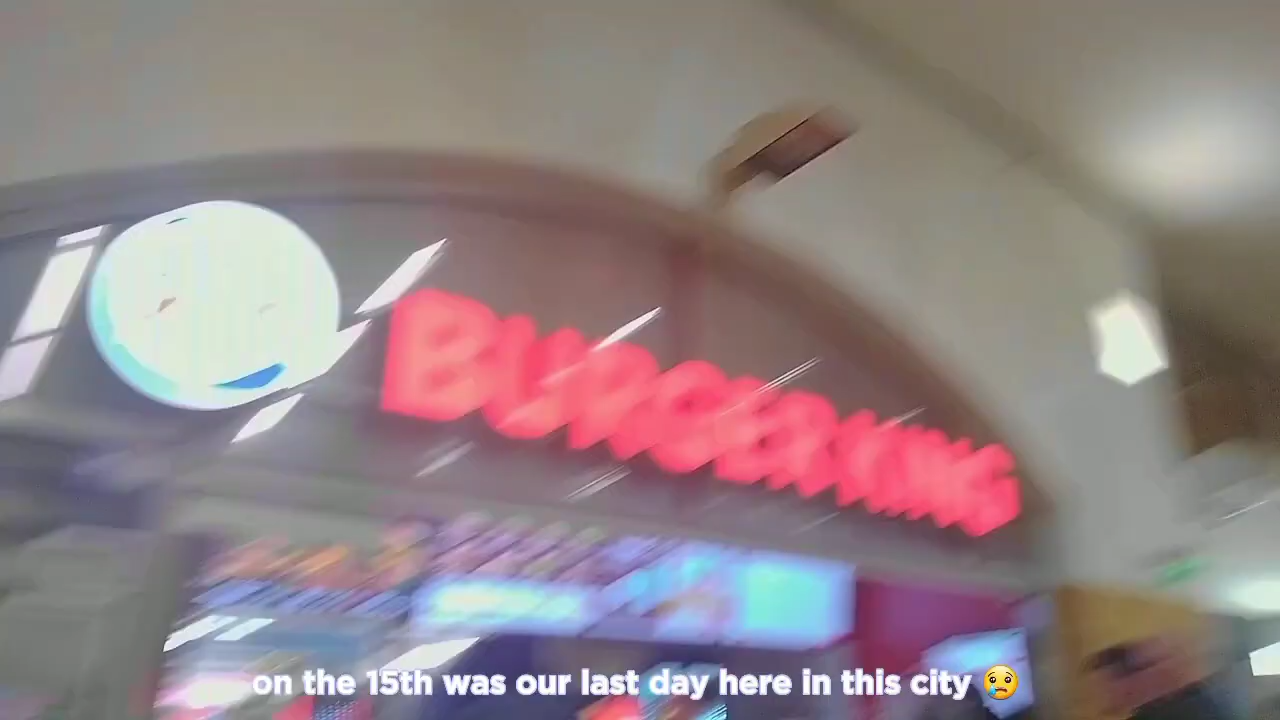 BURGER KING
on the 15th was our last day here in this city 😢